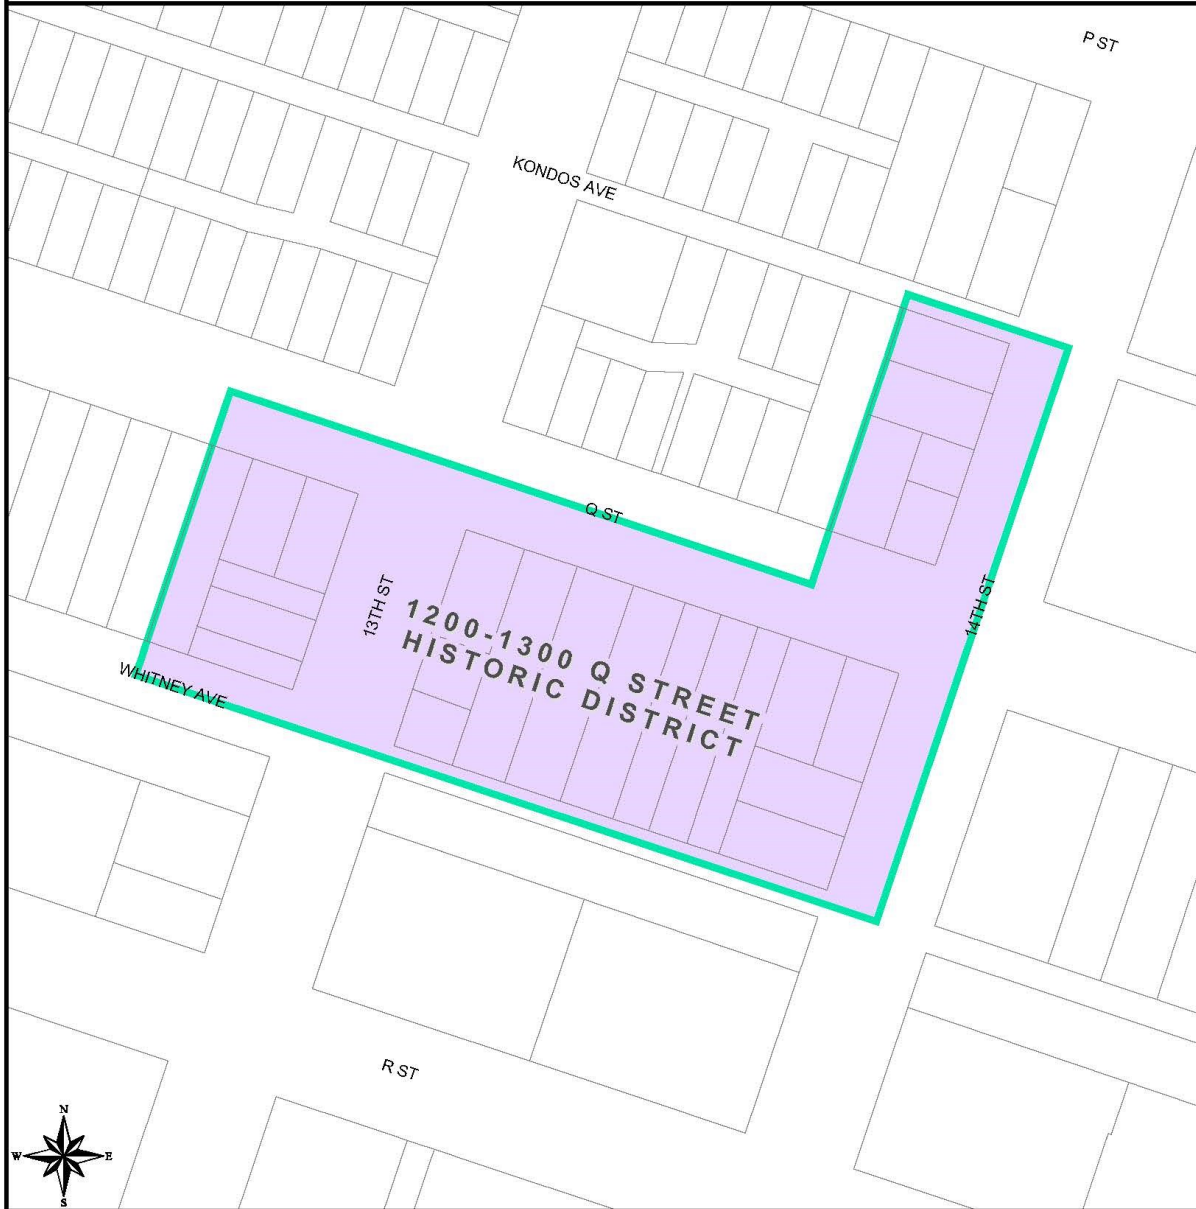 P ST
KONDOS AVE
Q ST
13TH ST
14TH ST
1200-1300 Q STREET
HISTORIC DISTRICT
WHITNEY AVE
R ST
N
W E
S